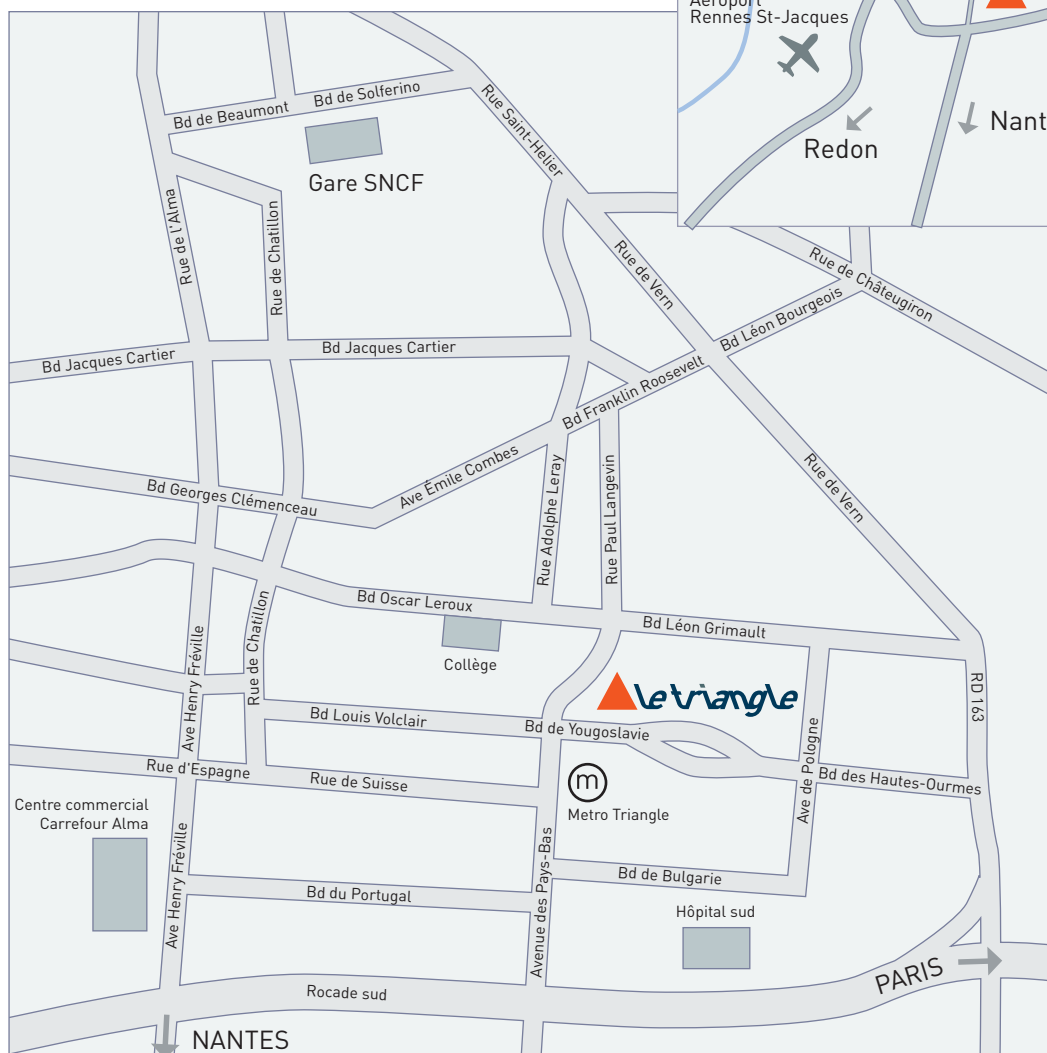 Aéroport
Rennes St-Jacques
Redon
Nant
Bd de Beaumont
Bd de Solferino
Rue Saint-Helier
Gare SNCF
Rue de l'Alma
Rue de Chatillon
Rue de Vern
Rue de Châteugiron
Bd Léon Bourgeois
Bd Jacques Cartier
Bd Jacques Cartier
Bd Franklin Roosevelt
Ave Émile Combes
Bd Georges Clémenceau
Rue Adolphe Leray
Rue Paul Langevin
Rue de Vern
Bd Oscar Leroux
Bd Léon Grimault
Collège
Rue de Chatillon
Ave Henry Fréville
le triangle
RD 163
Bd Louis Volclair
Bd de Yougoslavie
Ave de Pologne
Rue d'Espagne
Rue de Suisse
Bd des Hautes-Ourmes
m
Metro Triangle
Centre commercial
Carrefour Alma
Ave Henry Fréville
Bd du Portugal
Avenue des Pays-Bas
Bd de Bulgarie
Hôpital sud
Rocade sud
PARIS
NANTES